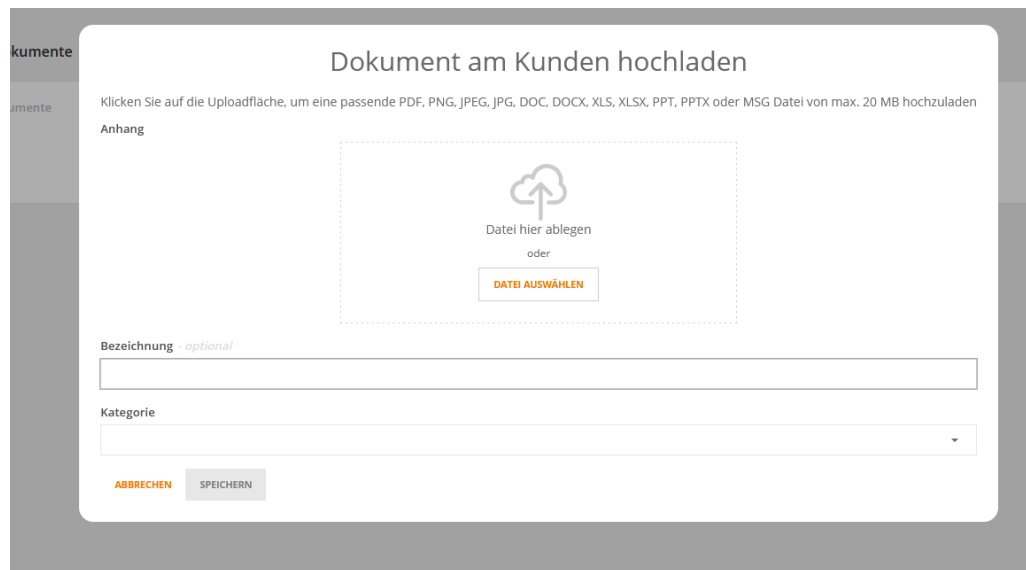 okumente
umente
Dokument am Kunden hochladen
Klicken Sie auf die Uploadfläche, um eine passende PDF, PNG, JPEG, JPG, DOC, DOCX, XLS, XLSX, PPT, PPTX oder MSG Datei von max. 20 MB hochzuladen
Anhang
Datei hier ablegen
oder
DATEI AUSWÄHLEN
Bezeichnung - optional
Kategorie
ABBRECHEN SPEICHERN